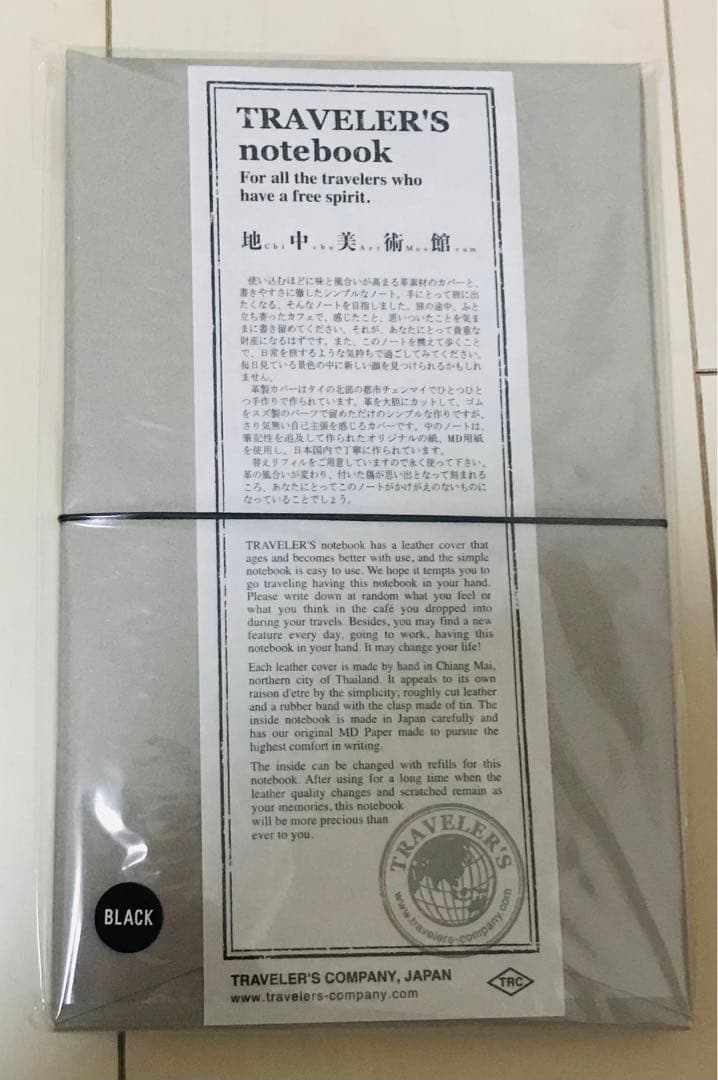 TRAVELER'S
notebook
For all the travelers who
have a free spirit.
地Chi中chu美Art術Mus館eum
使い込むほどに味と風合いが高まる革素材のカバーと、
書きやすさに徹したシンプルなノート。手にとって旅に出
たくなる、そんなノートを目指しました。旅の途中、ふと
立ち寄ったカフェで、感じたこと、思いついたことを気ま
まに書き留めてください。それが、あなたにとって貴重な
財産になるはずです。また、このノートを携えて歩くこと
で、日常を旅するような気持ちで過ごしてみてください。
毎日見ている景色の中に新しい顔を見つけられるかもしれ
ません。
革製カバーはタイの北部の都市チェンマイでひとつひと
つ手作りで作られています。革を大胆にカットして、ゴム
をスズ製のパーツで留めただけのシンプルな作りですが、
さり気無い自己主張を感じるカバーです。中のノートは、
筆記性を追及して作られたオリジナルの紙、MD用紙
を使用し、日本国内で丁寧に作られています。
替えリフィルをご用意していますので永く使って下さい。
革の風合いが変わり、付いた傷が思い出となって刻まれる
ころ、あなたにとってこのノートがかけがえのないものに
なっていることでしょう。
TRAVELER'S notebook has a leather cover that
ages and becomes better with use, and the simple
notebook is easy to use. We hope it tempts you to
go traveling having this notebook in your hand.
Please write down at random what you feel or
what you think in the café you dropped into
during your travels. Besides, you may find a new
feature every day, going to work, having this
notebook in your hand. It may change your life!
Each leather cover is made by hand in Chiang Mai,
northern city of Thailand. It appeals to its own
raison d'etre by the simplicity; roughly cut leather
and a rubber band with the clasp made of tin. The
inside notebook is made in Japan carefully and
has our original MD Paper made to pursue the
highest comfort in writing.
The inside can be changed with refills for this
notebook. After using for a long time when the
leather quality changes and scratched remain as
your memories, this notebook
will be more precious than
ever to you.
TRAVELER'S
www.travelers-company.com
BLACK
TRAVELER'S COMPANY, JAPAN
www.travelers-company.com
TRC